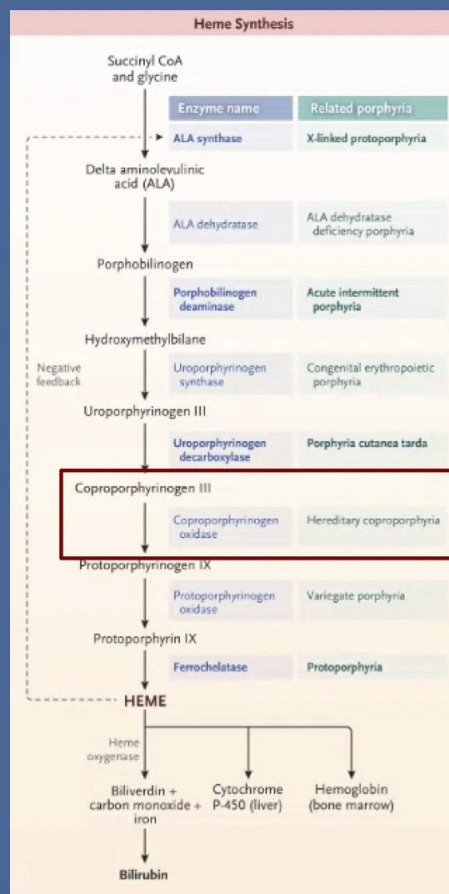 Heme Synthesis
Succinyl CoA
and glycine
Enzyme name
Related porphyria
ALA synthase
X-linked protoporphyria
Delta aminolevulinic
acid (ALA)
ALA dehydratase
ALA dehydratase
deficiency porphyria
Porphobilinogen
Porphobilinogen
deaminase
Acute intermittent
porphyria
Hydroxymethylbilane
Negative
feedback
Uroporphyrinogen
synthase
Congenital erythropoietic
porphyria
Uroporphyrinogen III
Uroporphyrinogen
decarboxylase
Porphyria cutanea tarda
Coproporphyrinogen III
Coproporphyrinogen
oxidase
Hereditary coproporphyria
Protoporphyrinogen IX
Protoporphyrinogen
oxidase
Variegate porphyria
Protoporphyrin IX
Ferrochelatase
Protoporphyria
HEME
Heme
oxygenase
Biliverdin +
carbon monoxide +
iron
Cytochrome
P-450 (liver)
Hemoglobin
(bone marrow)
Bilirubin